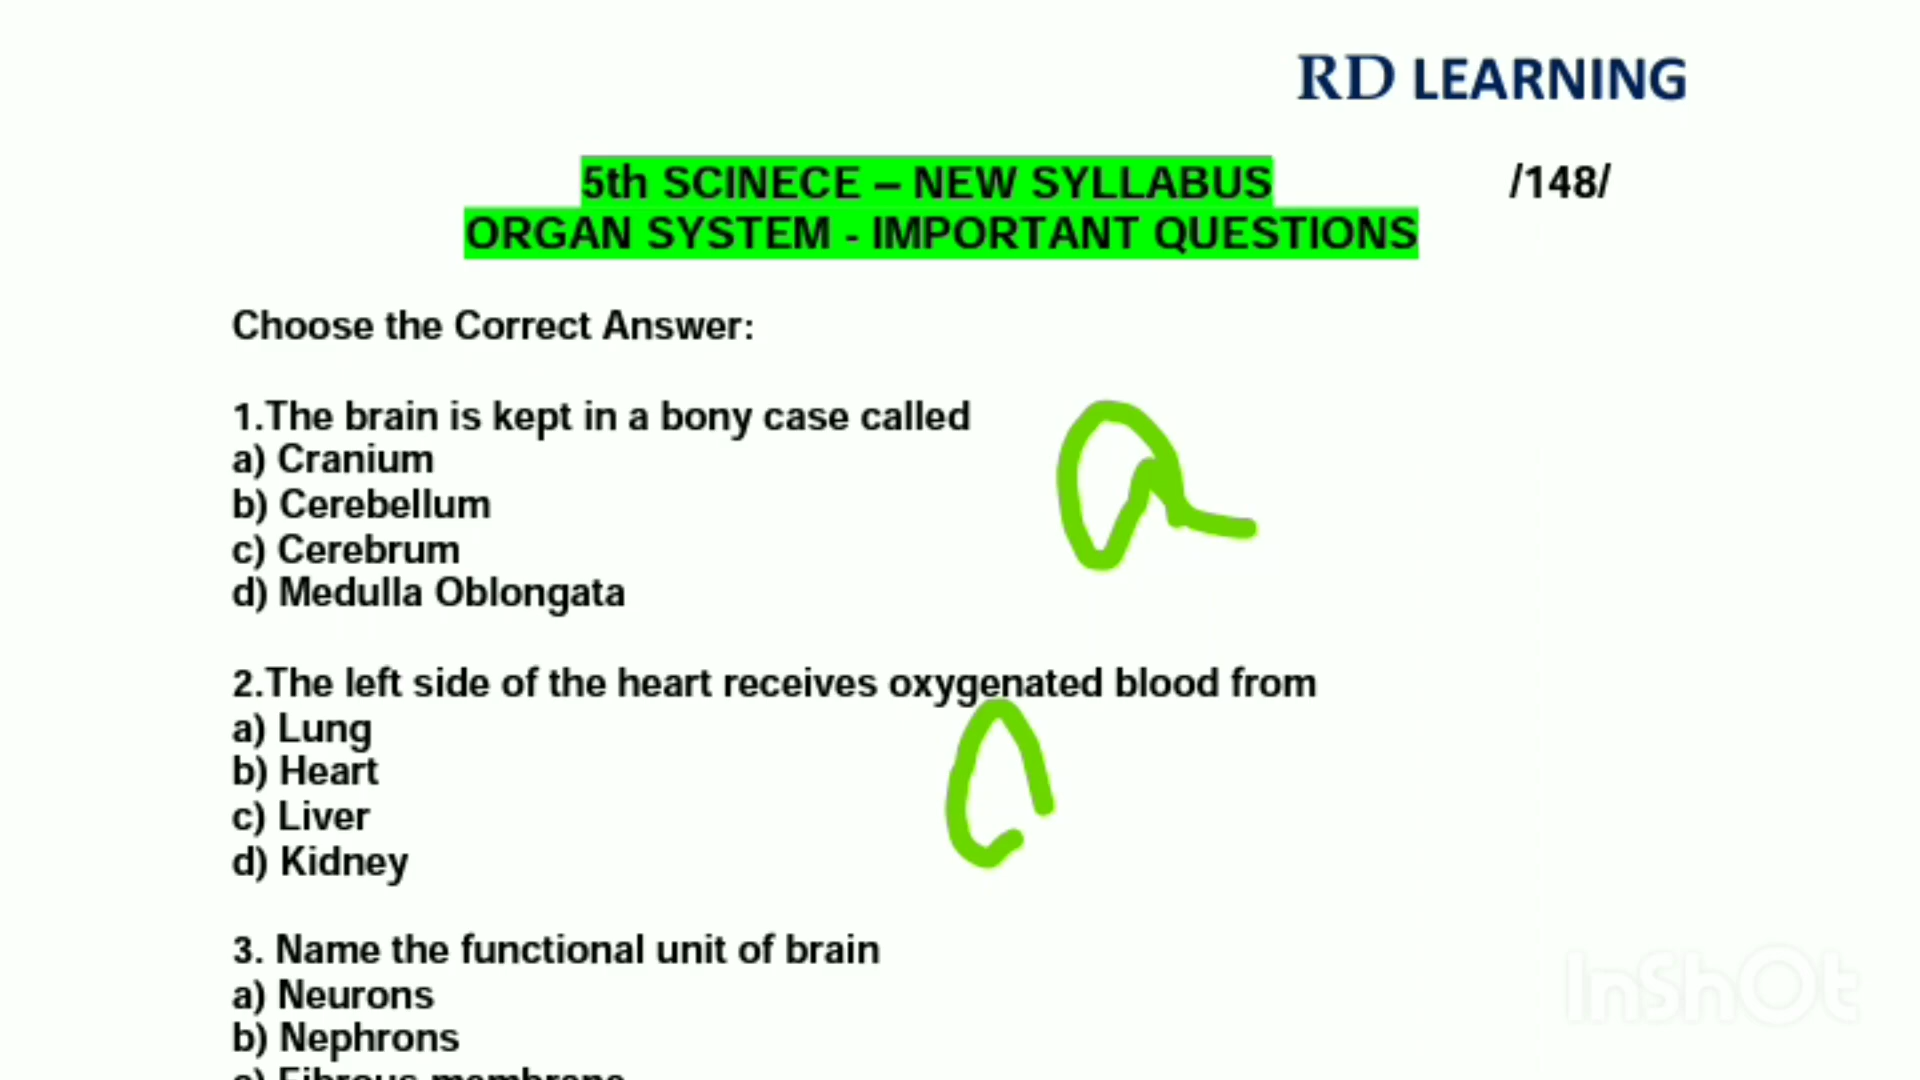 RD LEARNING
5th SCINECE – NEW SYLLABUS /148/
ORGAN SYSTEM - IMPORTANT QUESTIONS
Choose the Correct Answer:
1.The brain is kept in a bony case called
a) Cranium
b) Cerebellum
c) Cerebrum
d) Medulla Oblongata
a
2.The left side of the heart receives oxygenated blood from
a) Lung
b) Heart
c) Liver
d) Kidney
3. Name the functional unit of brain
a) Neurons
b) Nephrons
c) Fibrous membrane
InShOt